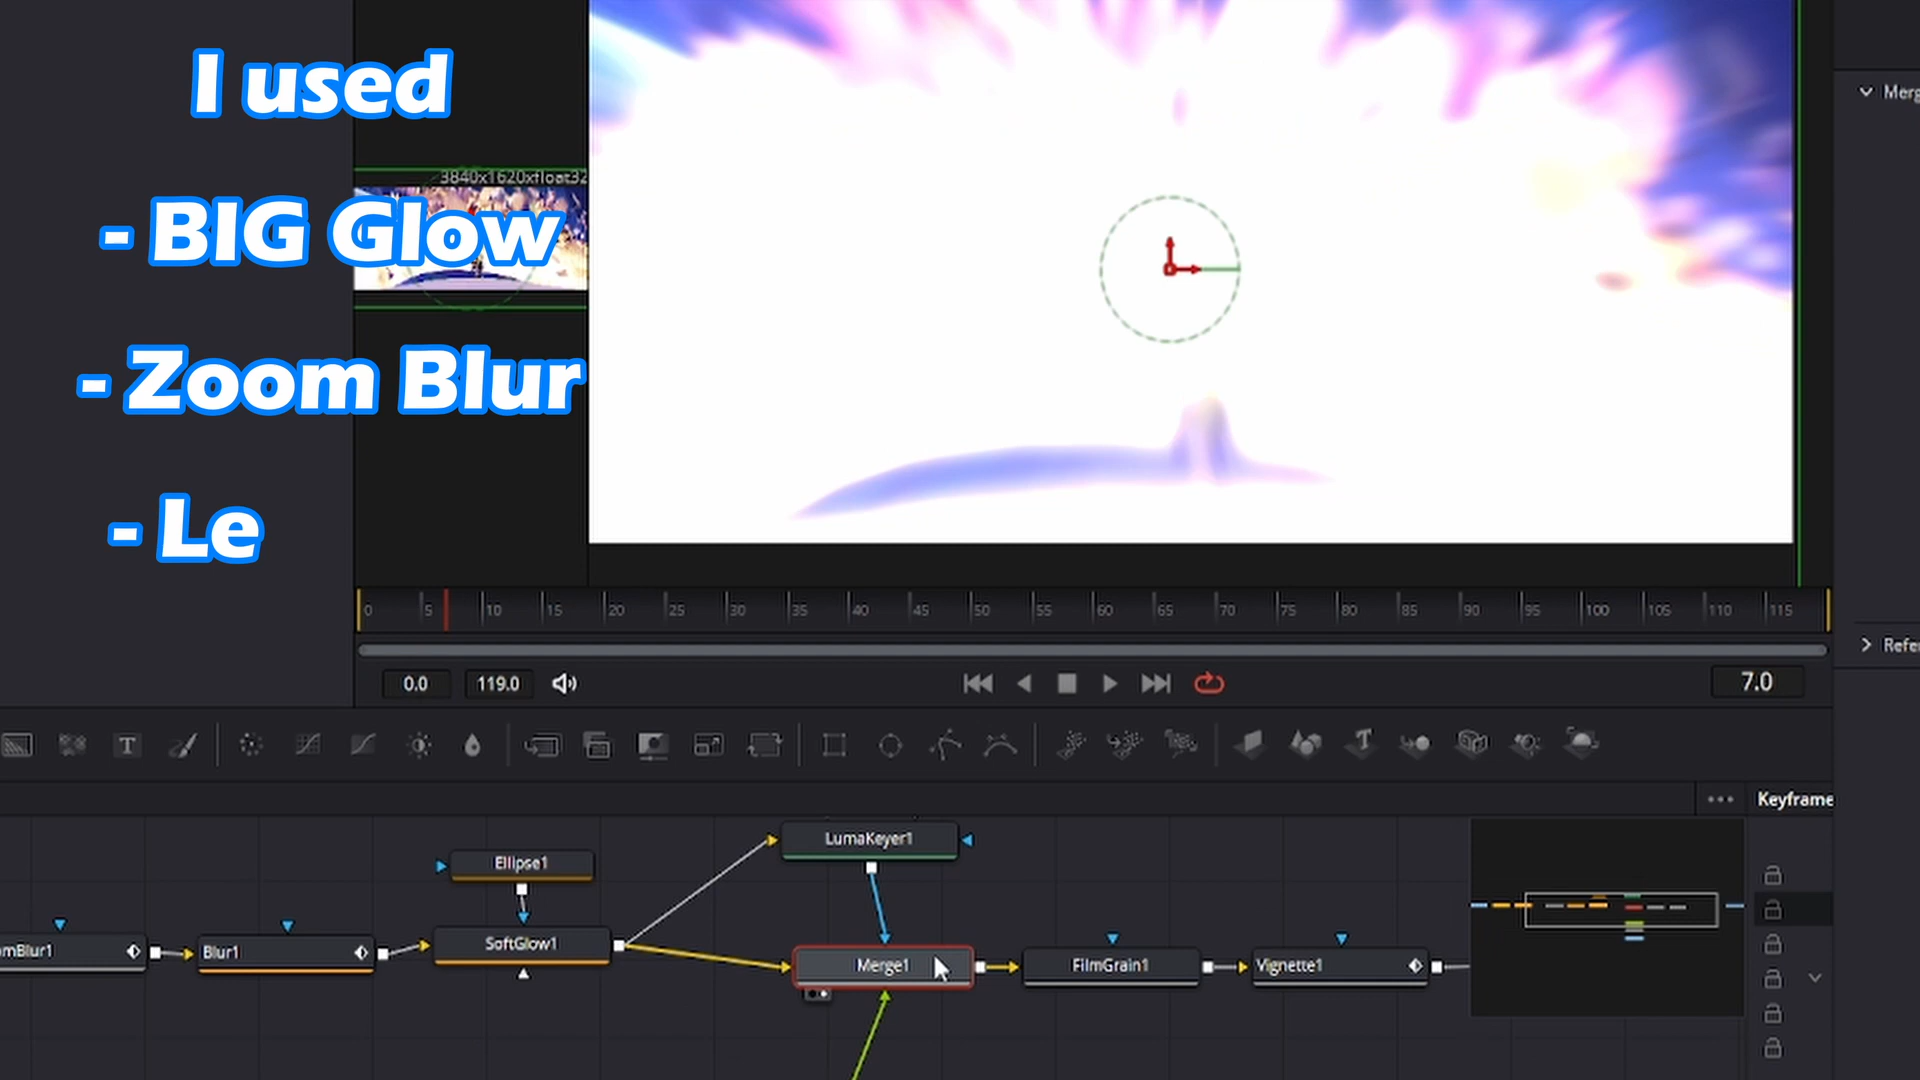 I used
- BIG Glow
- Zoom Blur
- Le
3840x1620xfloat32
Merg
0 5 10 15 20 25 30 35 40 45 50 55 60 65 70 75 80 85 90 95 100 105 110 115
Refe
0.0 119.0 7.0
Keyframe
LumaKeyer1
Ellipse1
omBlur1
Blur1
SoftGlow1
Merge1
FilmGrain1
Vignette1